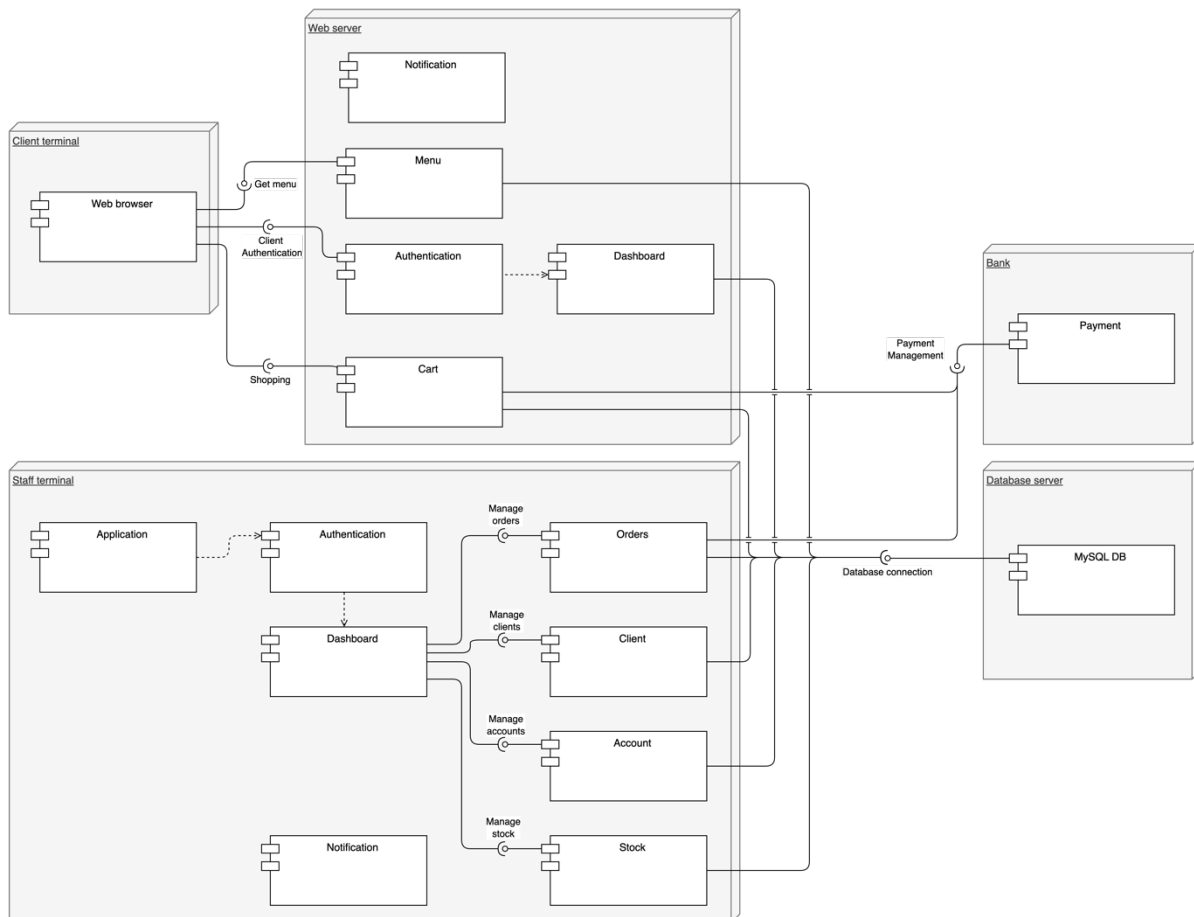 Web server
Notification
Client terminal
Menu
Web browser
Get menu
Client
Authentication
Authentication
Dashboard
Bank
Payment
Payment
Management
Cart
Shopping
Staff terminal
Database server
Application
Authentication
Manage
orders
Orders
MySQL DB
Database connection
Dashboard
Manage
clients
Client
Manage
accounts
Account
Notification
Manage
stock
Stock